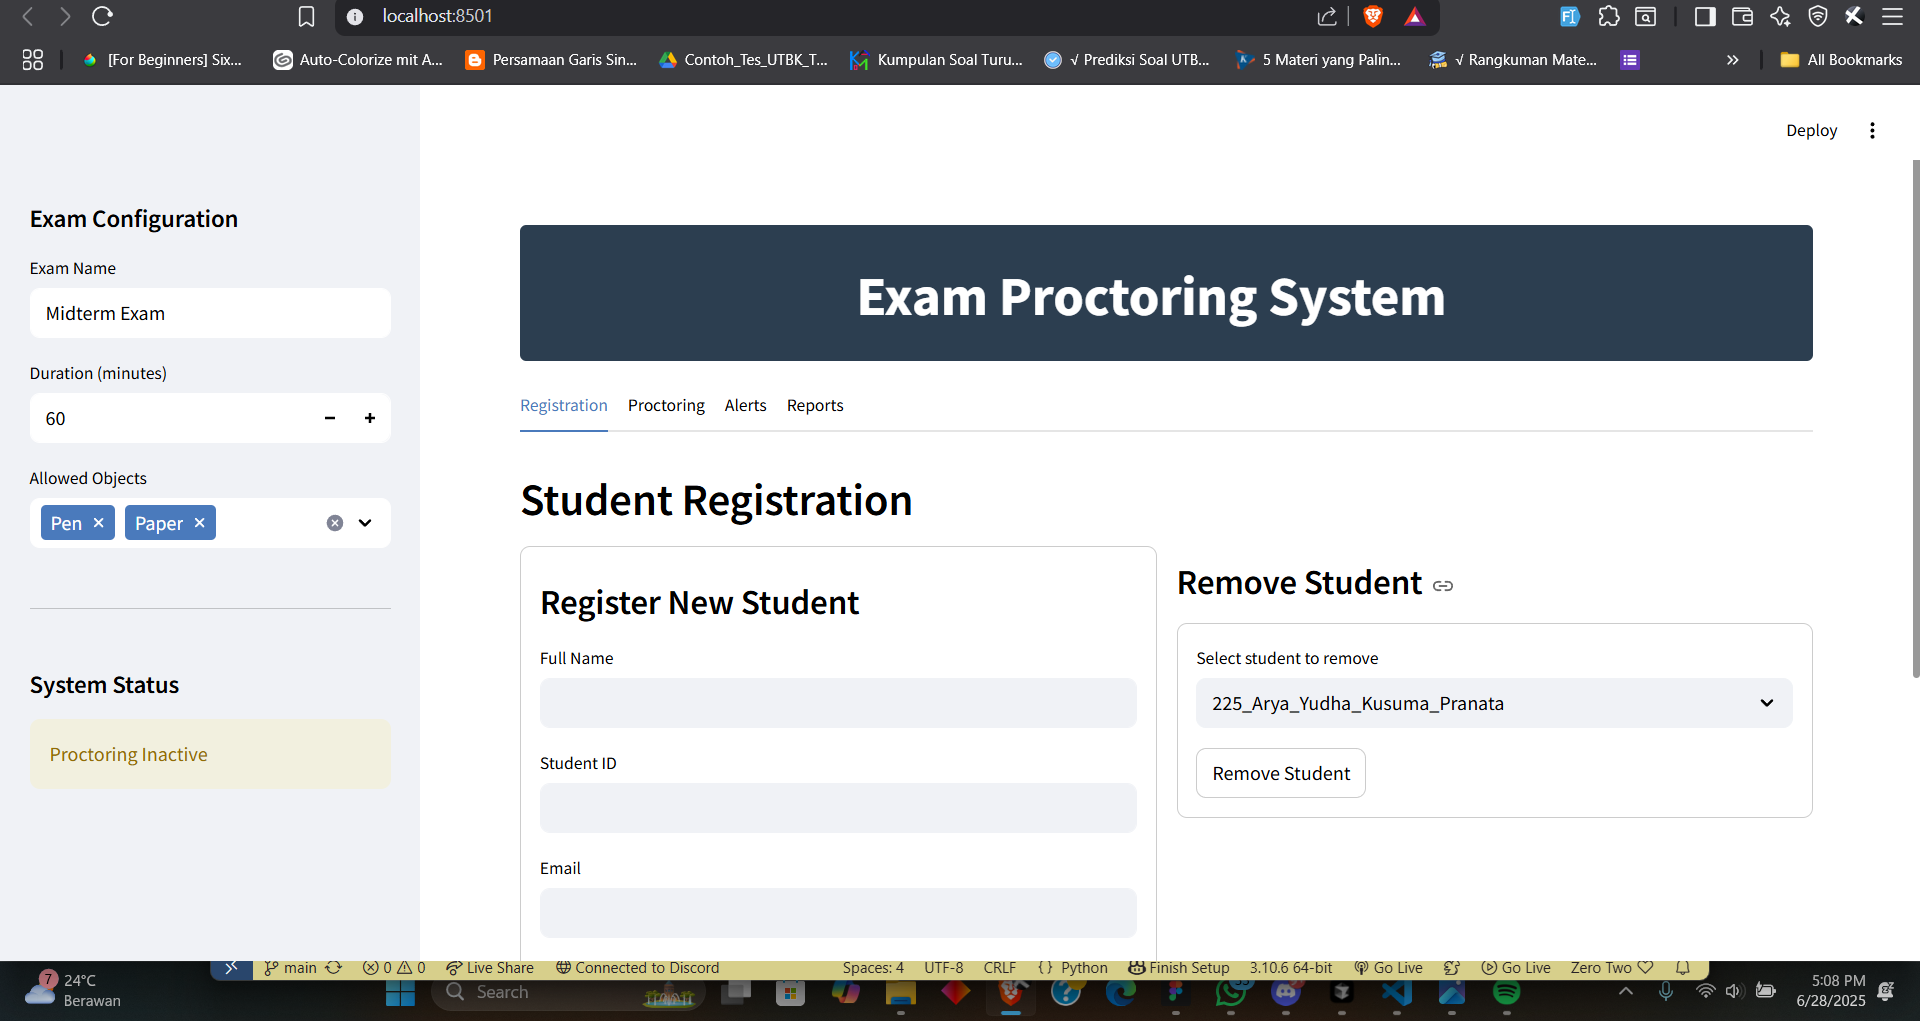 localhost:8501
[For Beginners] Six...
Auto-Colorize mit A...
Persamaan Garis Sin...
Contoh_Tes_UTBK_T...
Kumpulan Soal Turu...
√ Prediksi Soal UTB...
5 Materi yang Palin...
√ Rangkuman Mate...
»
All Bookmarks
Deploy
Exam Configuration
Exam Name
Midterm Exam
Duration (minutes)
60
Allowed Objects
Pen
Paper
System Status
Proctoring Inactive
Exam Proctoring System
Registration
Proctoring
Alerts
Reports
Student Registration
Register New Student
Full Name
Student ID
Email
Remove Student
Select student to remove
225_Arya_Yudha_Kusuma_Pranata
Remove Student
main
0
0
Live Share
Connected to Discord
Spaces: 4
UTF-8
CRLF
{ } Python
Finish Setup
3.10.6 64-bit
Go Live
Go Live
Zero Two
7
24°C
Berawan
Search
5:08 PM
6/28/2025